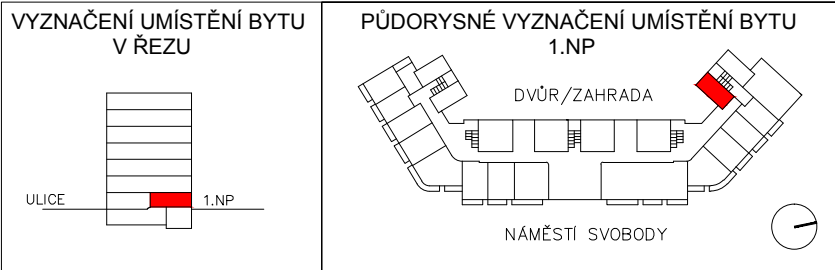 VYZNAČENÍ UMÍSTĚNÍ BYTU
V ŘEZU
ULICE
1.NP
PŮDORYSNÉ VYZNAČENÍ UMÍSTĚNÍ BYTU
1.NP
DVŮR/ZAHRADA
NÁMĚSTÍ SVOBODY